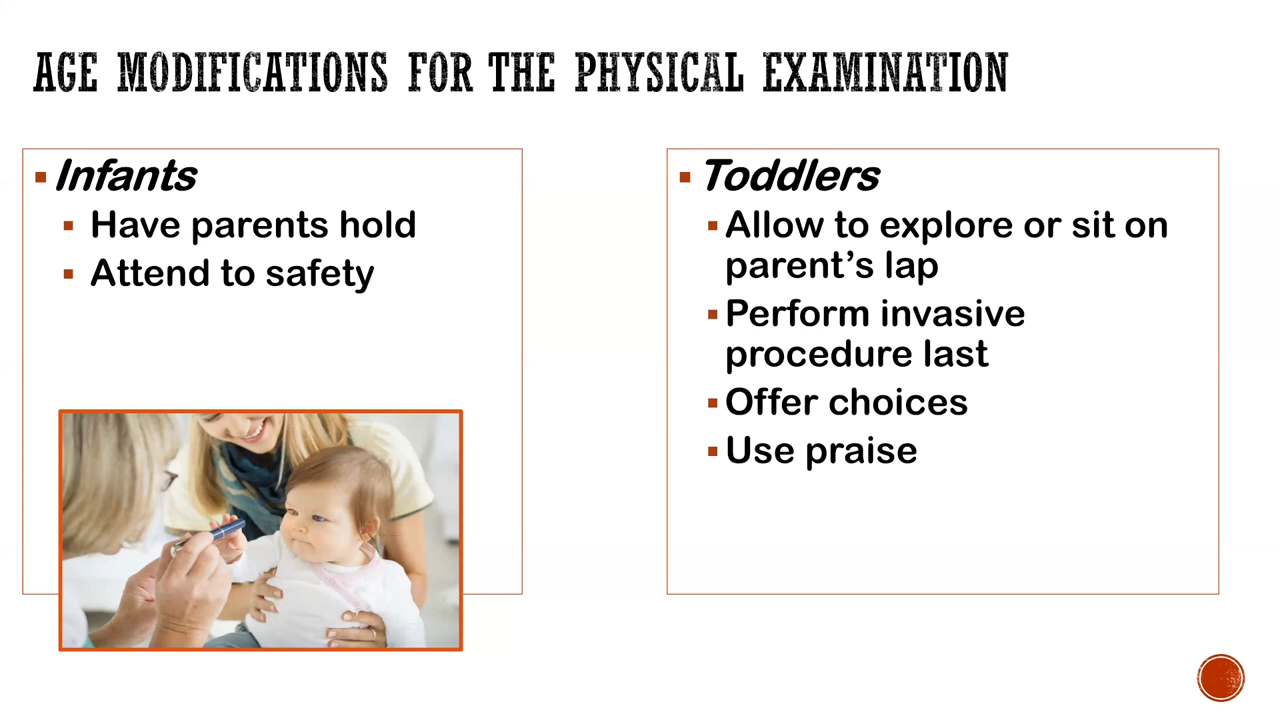 AGE MODIFICATIONS FOR THE PHYSICAL EXAMINATION
Infants
Have parents hold
Attend to safety
Toddlers
Allow to explore or sit on
parent’s lap
Perform invasive
procedure last
Offer choices
Use praise